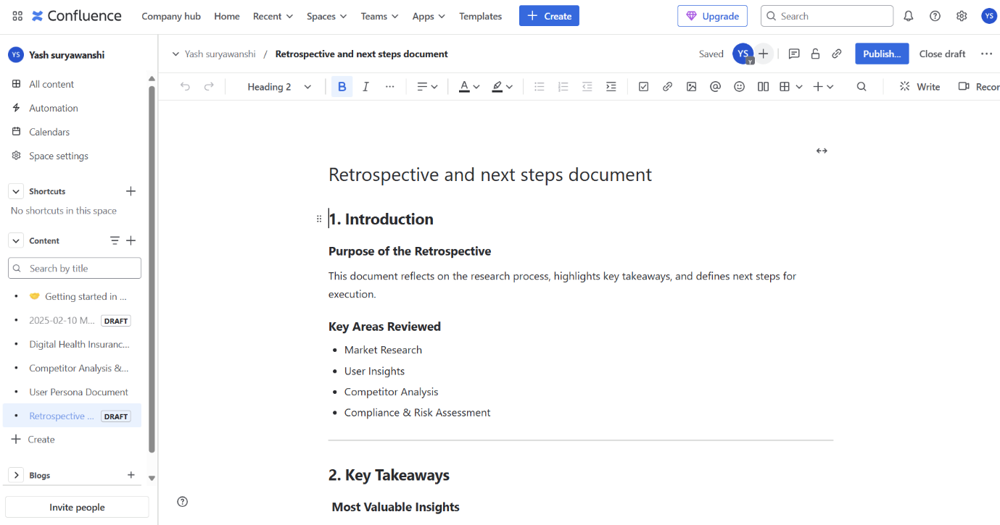 Confluence Company hub Home Recent Spaces Teams Apps Templates + Create Upgrade Search YS
YS Yash suryawanshi
Yash suryawanshi / Retrospective and next steps document Saved YS Y Publish... Close draft
All content
Automation
Calendars
Space settings
Shortcuts
No shortcuts in this space
Content
Search by title
Getting started in ...
2025-02-10 M... DRAFT
Digital Health Insuranc...
Competitor Analysis &...
User Persona Document
Retrospective ... DRAFT
Create
Blogs
Invite people
Heading 2 B I A Write Recor
Retrospective and next steps document
1. Introduction
Purpose of the Retrospective
This document reflects on the research process, highlights key takeaways, and defines next steps for
execution.
Key Areas Reviewed
• Market Research
• User Insights
• Competitor Analysis
• Compliance & Risk Assessment
2. Key Takeaways
Most Valuable Insights